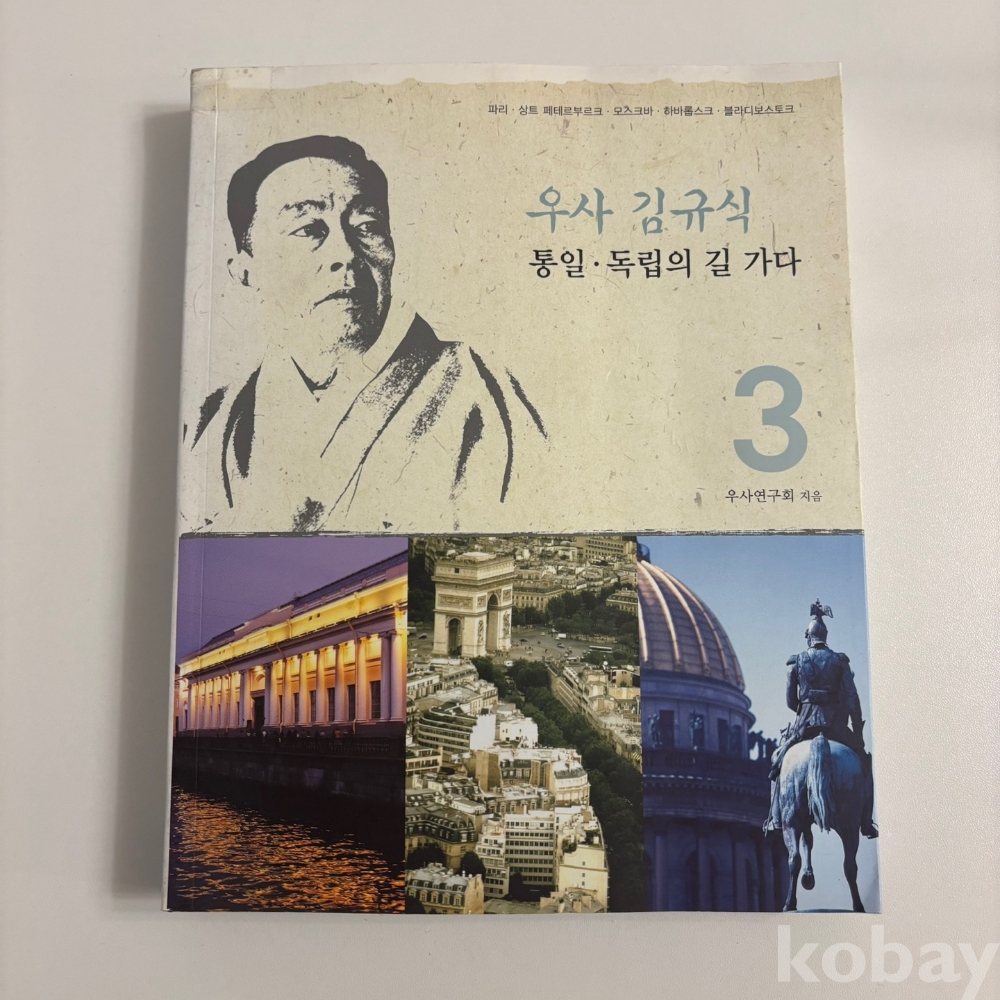 파리 · 상트 페테르부르크 · 모스크바 · 하바롭스크 · 블라디보스토크
우사 김규식
통일 · 독립의 길 가다
3
우사연구회 지음
kobay